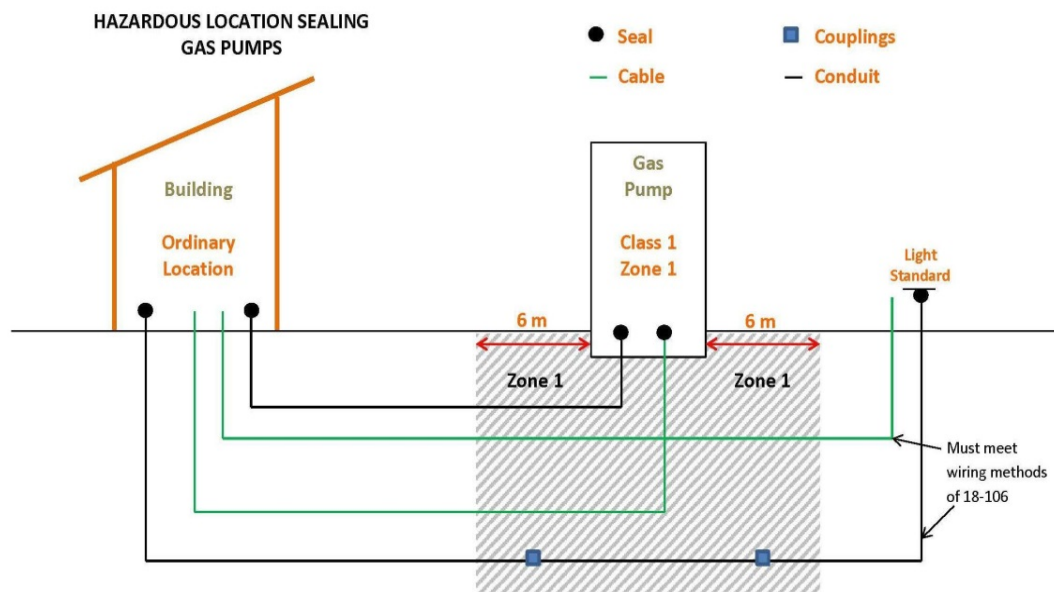 HAZARDOUS LOCATION SEALING
GAS PUMPS
Seal
Couplings
Cable
Conduit
Building
Ordinary
Location
Gas
Pump
Class 1
Zone 1
Light
Standard
6 m
6 m
Zone 1
Zone 1
Must meet
wiring methods
of 18-106